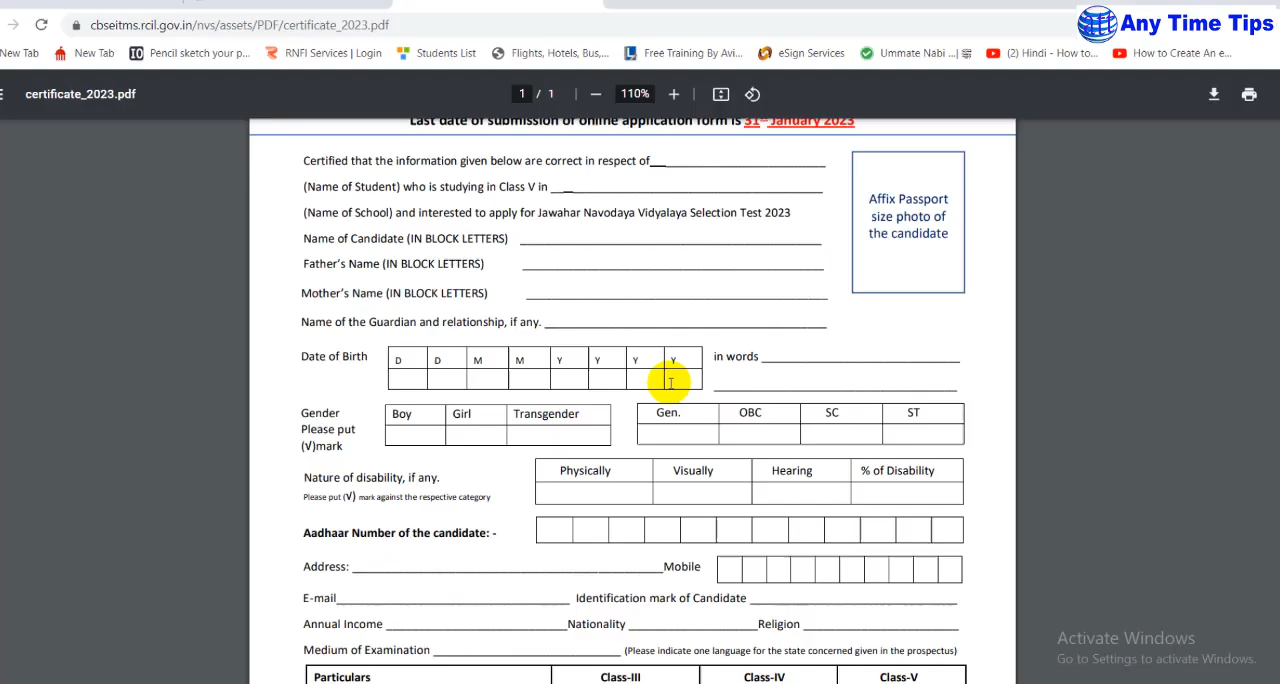 cbseitms.rcil.gov.in/nvs/assets/PDF/certificate_2023.pdf
Any Time Tips
New Tab New Tab Pencil sketch your p... RNFI Services | Login Students List Flights, Hotels, Bus,... Free Training By Avi... eSign Services Ummate Nabi ...| (2) Hindi - How to... How to Create An e...
certificate_2023.pdf 1 / 1 110%
Last date of submission of online application form is 31st January 2023
Certified that the information given below are correct in respect of
(Name of Student) who is studying in Class V in
(Name of School) and interested to apply for Jawahar Navodaya Vidyalaya Selection Test 2023
Affix Passport
size photo of
the candidate
Name of Candidate (IN BLOCK LETTERS)
Father's Name (IN BLOCK LETTERS)
Mother's Name (IN BLOCK LETTERS)
Name of the Guardian and relationship, if any.
Date of Birth D D M M Y Y Y Y in words
Gender Boy Girl Transgender Gen. OBC SC ST
Please put
(√)mark
Nature of disability, if any. Physically Visually Hearing % of Disability
Please put (√) mark against the respective category
Aadhaar Number of the candidate: -
Address: Mobile
E-mail Identification mark of Candidate
Annual Income Nationality Religion
Medium of Examination (Please indicate one language for the state concerned given in the prospectus)
Particulars Class-III Class-IV Class-V
Activate Windows
Go to Settings to activate Windows.